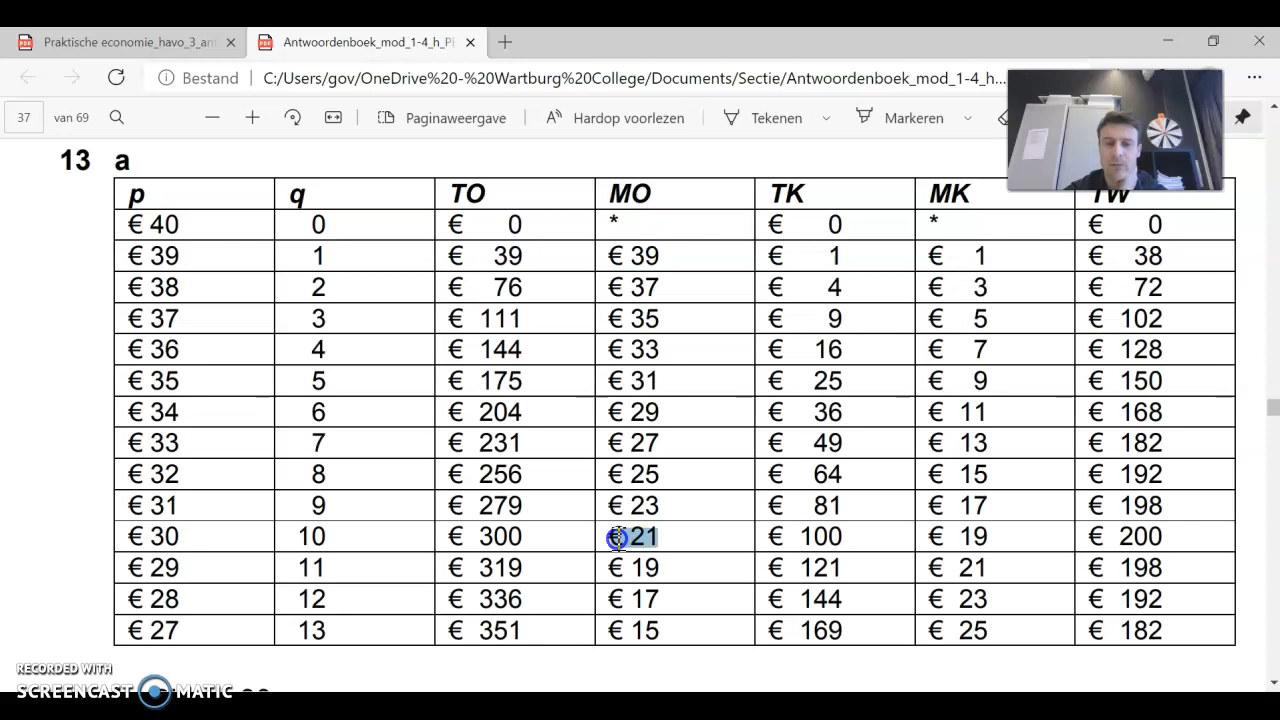 Praktische economie_havo_3_an
Antwoordenboek_mod_1-4_h_PE
Bestand C:/Users/gov/OneDrive%20-%20Wartburg%20College/Documents/Sectie/Antwoordenboek_mod_1-4_h...
37 van 69 Paginaweergave Hardop voorlezen Tekenen Markeren
13 a
p q TO MO TK MK TW
€ 40 0 € 0 * € 0 * € 0
€ 39 1 € 39 € 39 € 1 € 1 € 38
€ 38 2 € 76 € 37 € 4 € 3 € 72
€ 37 3 € 111 € 35 € 9 € 5 € 102
€ 36 4 € 144 € 33 € 16 € 7 € 128
€ 35 5 € 175 € 31 € 25 € 9 € 150
€ 34 6 € 204 € 29 € 36 € 11 € 168
€ 33 7 € 231 € 27 € 49 € 13 € 182
€ 32 8 € 256 € 25 € 64 € 15 € 192
€ 31 9 € 279 € 23 € 81 € 17 € 198
€ 30 10 € 300 € 21 € 100 € 19 € 200
€ 29 11 € 319 € 19 € 121 € 21 € 198
€ 28 12 € 336 € 17 € 144 € 23 € 192
€ 27 13 € 351 € 15 € 169 € 25 € 182
RECORDED WITH
SCREENCAST MATIC